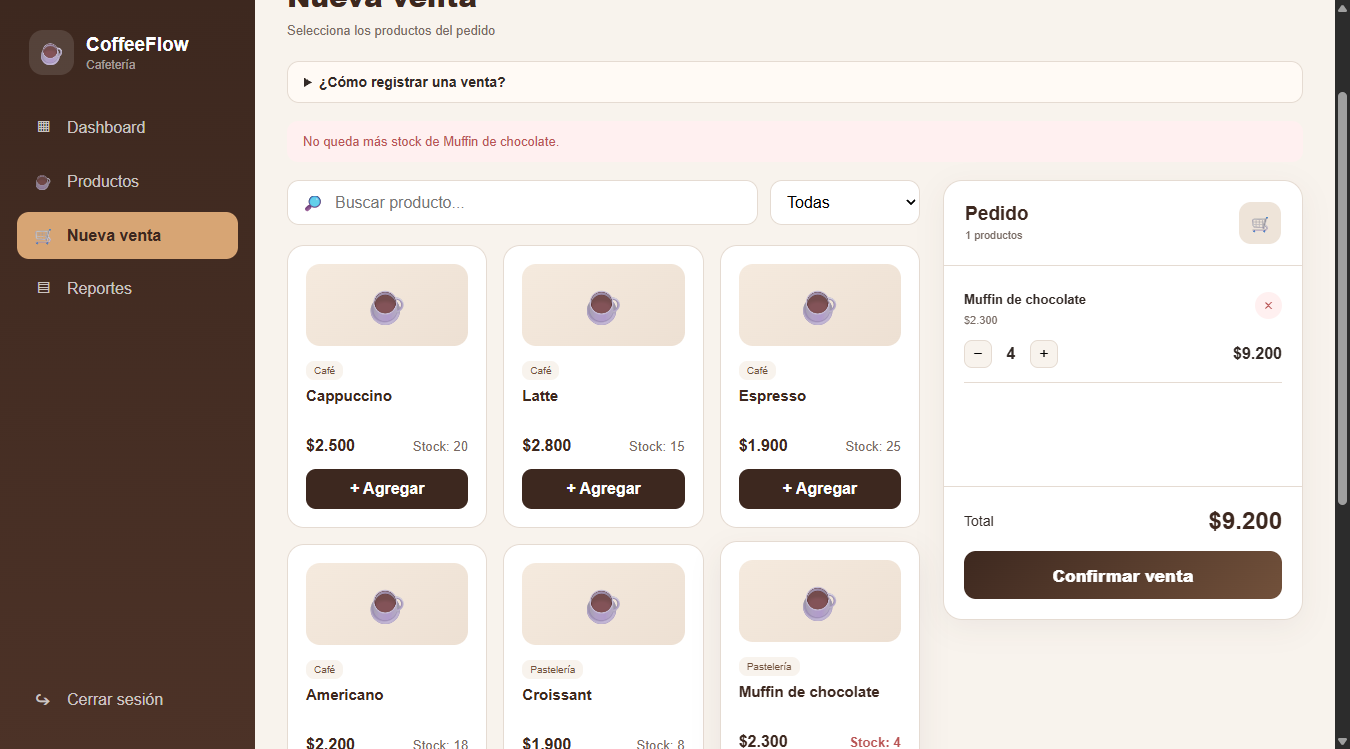 CoffeeFlow
Cafetería
Dashboard
Productos
Nueva venta
Reportes
Cerrar sesión
Nueva venta
Selecciona los productos del pedido
¿Cómo registrar una venta?
No queda más stock de Muffin de chocolate.
Buscar producto...
Todas
Café
Cappuccino
$2.500 Stock: 20
+ Agregar
Café
Latte
$2.800 Stock: 15
+ Agregar
Café
Espresso
$1.900 Stock: 25
+ Agregar
Café
Americano
$2.200 Stock: 18
Pastelería
Croissant
$1.900 Stock: 8
Pastelería
Muffin de chocolate
$2.300 Stock: 4
Pedido
1 productos
Muffin de chocolate
×
$2.300
− 4 + $9.200
Total $9.200
Confirmar venta